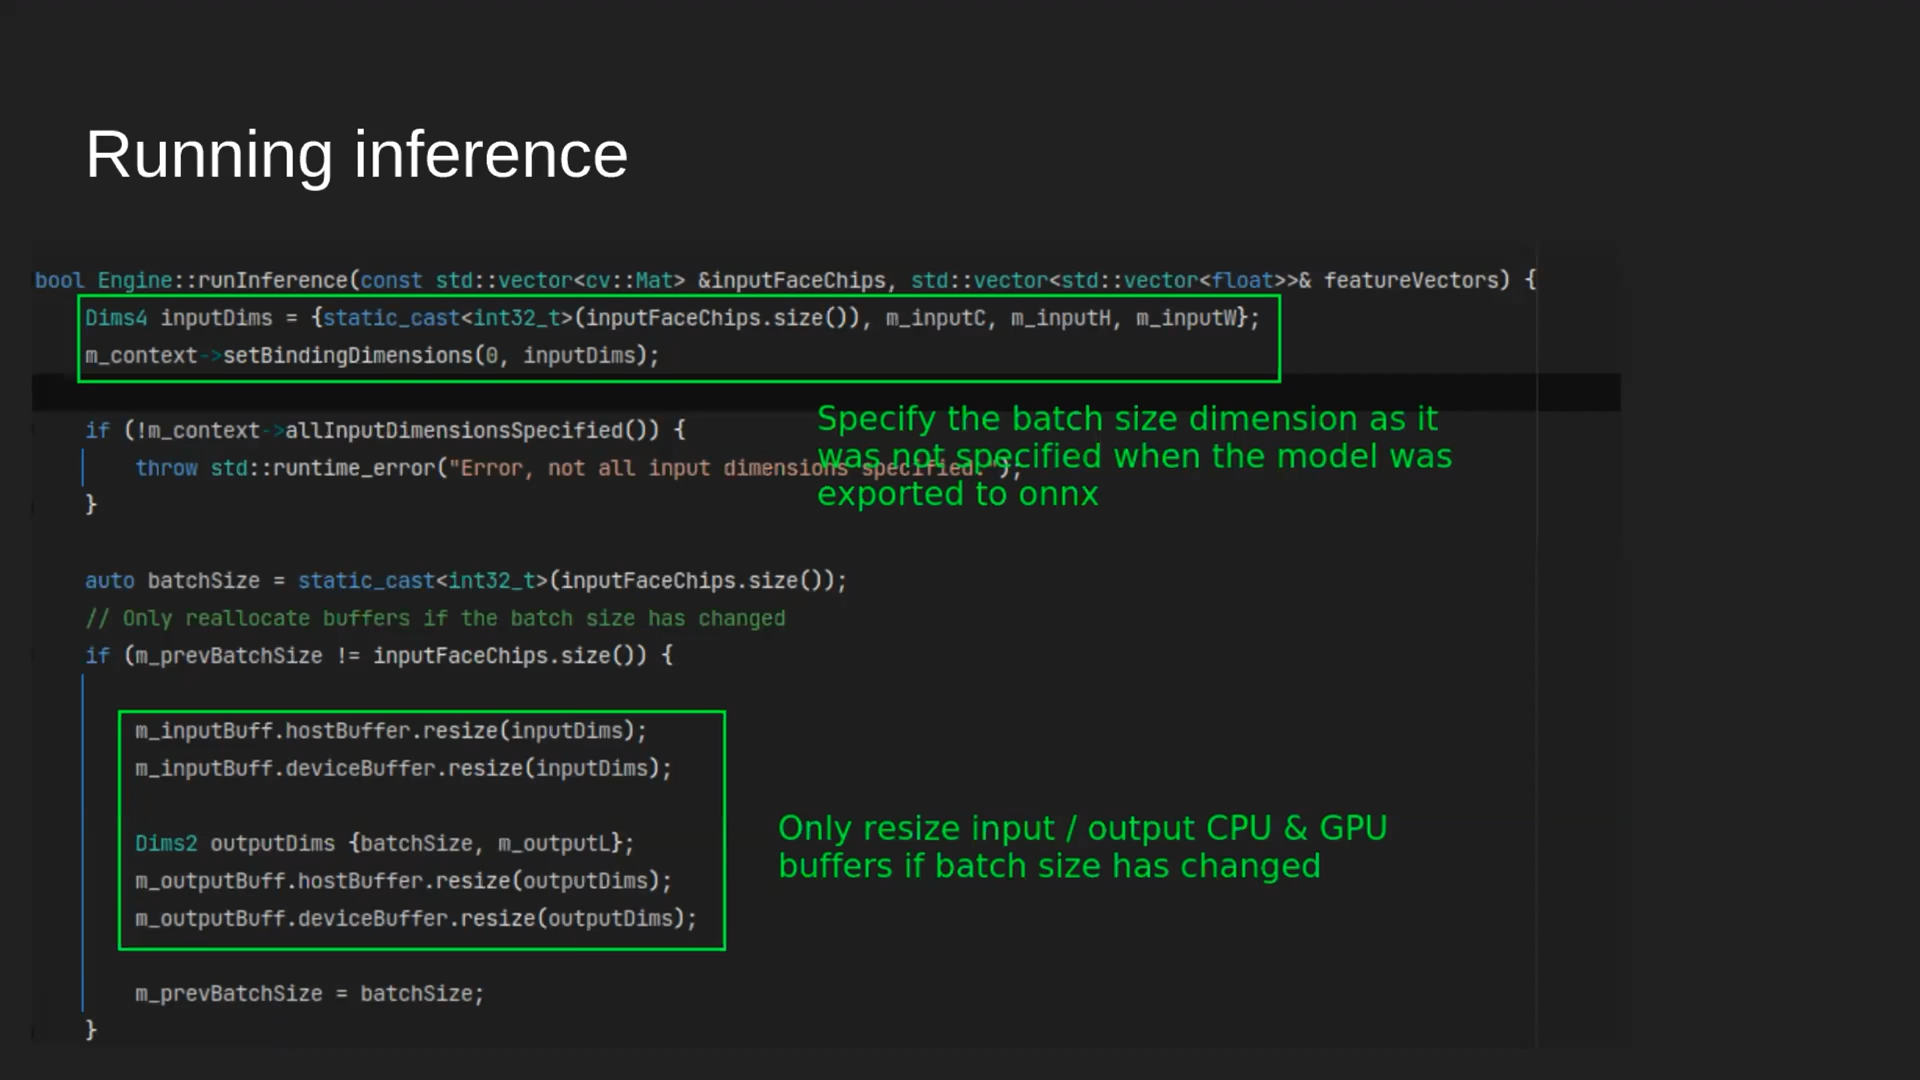 Running inference
bool Engine::runInference(const std::vector<cv::Mat> &inputFaceChips, std::vector<std::vector<float>>& featureVectors) {
Dims4 inputDims = {static_cast<int32_t>(inputFaceChips.size()), m_inputC, m_inputH, m_inputW};
m_context->setBindingDimensions(0, inputDims);
if (!m_context->allInputDimensionsSpecified()) {
throw std::runtime_error("Error, not all input dimensions specified.");
}
Specify the batch size dimension as it
was not specified when the model was
exported to onnx
auto batchSize = static_cast<int32_t>(inputFaceChips.size());
// Only reallocate buffers if the batch size has changed
if (m_prevBatchSize != inputFaceChips.size()) {
m_inputBuff.hostBuffer.resize(inputDims);
m_inputBuff.deviceBuffer.resize(inputDims);
Dims2 outputDims {batchSize, m_outputL};
m_outputBuff.hostBuffer.resize(outputDims);
m_outputBuff.deviceBuffer.resize(outputDims);
Only resize input / output CPU & GPU
buffers if batch size has changed
m_prevBatchSize = batchSize;
}